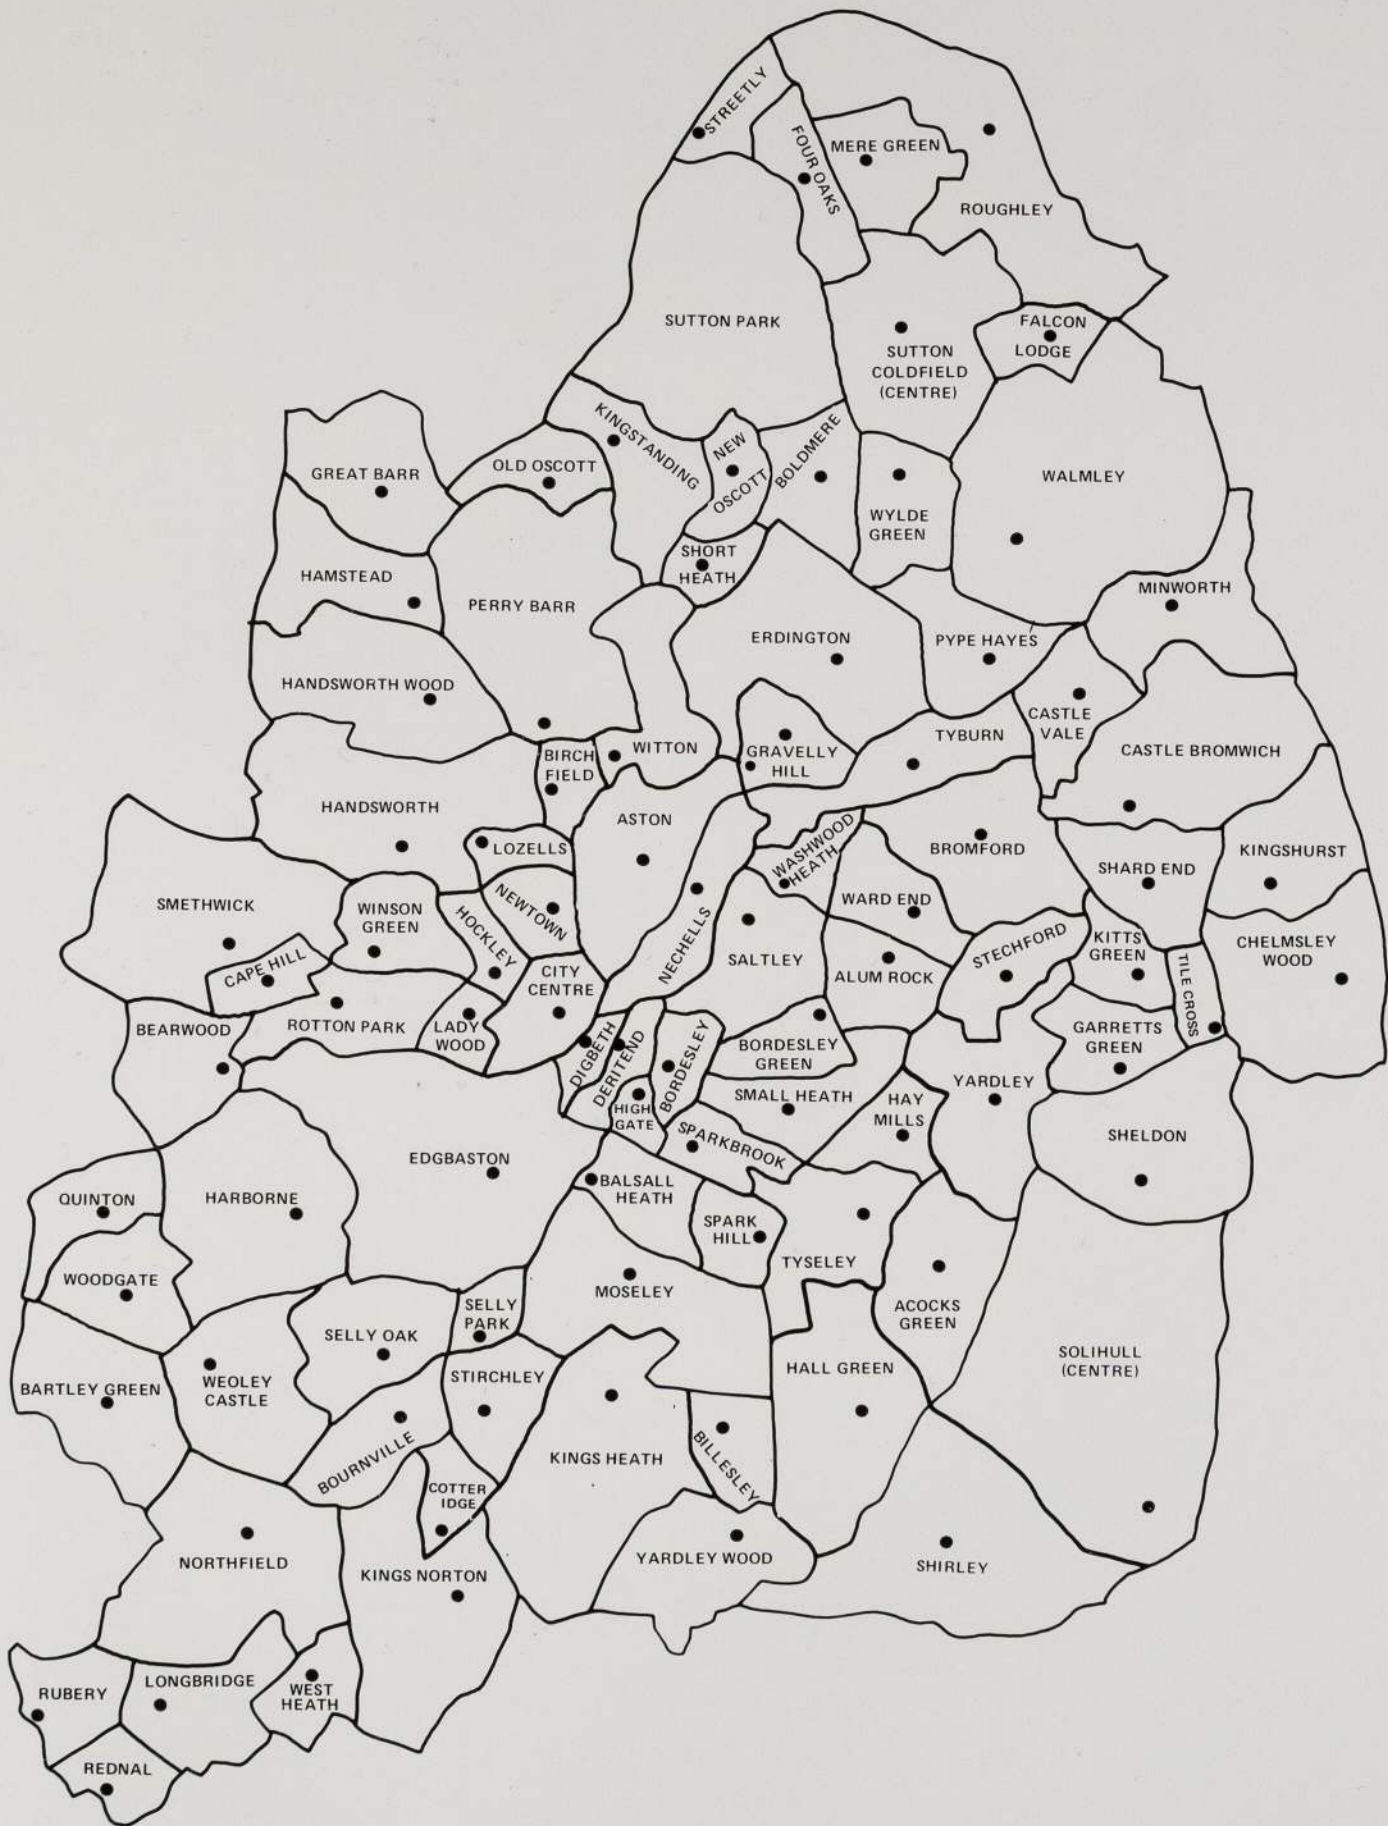 STREETLY
FOUR OAKS
MERE GREEN
ROUGHLEY
SUTTON PARK
SUTTON
COLDFIELD
(CENTRE)
FALCON
LODGE
KINGSTANDING
NEW
OSCOTT
BOLDMERE
OLD OSCOTT
GREAT BARR
WALMLEY
WYLDE
GREEN
SHORT
HEATH
HAMSTEAD
PERRY BARR
MINWORTH
ERDINGTON
PYPE HAYES
HANDSWORTH WOOD
CASTLE
VALE
TYBURN
CASTLE BROMWICH
WITTON
BIRCH
FIELD
GRAVELLY
HILL
HANDSWORTH
ASTON
LOZELLS
WASHWOOD
HEATH
BROMFORD
SHARD END
KINGSHURST
SMETHWICK
WINSON
GREEN
HOCKLEY
NEWTOWN
NECHELLS
WARD END
CAPE HILL
CITY
CENTRE
SALTLEY
ALUM ROCK
STECHFORD
KITTS
GREEN
TILE CROSS
CHELMSLEY
WOOD
BEARWOOD
ROTTON PARK
LADY
WOOD
DIGBETH
DERITEND
BORDESLEY
BORDESLEY
GREEN
GARRETTS
GREEN
HIGH
GATE
SMALL HEATH
HAY
MILLS
YARDLEY
SPARKBROOK
SHELDON
EDGBASTON
QUINTON
HARBORNE
BALSALL
HEATH
SPARK
HILL
TYSELEY
WOODGATE
MOSELEY
SELLY
PARK
ACOCKS
GREEN
SELLY OAK
SOLIHULL
(CENTRE)
BARTLEY GREEN
WEOLEY
CASTLE
STIRCHLEY
HALL GREEN
BOURNVILLE
KINGS HEATH
BILLESLEY
COTTER
IDGE
NORTHFIELD
KINGS NORTON
YARDLEY WOOD
SHIRLEY
RUBERY
LONGBRIDGE
WEST
HEATH
REDNAL